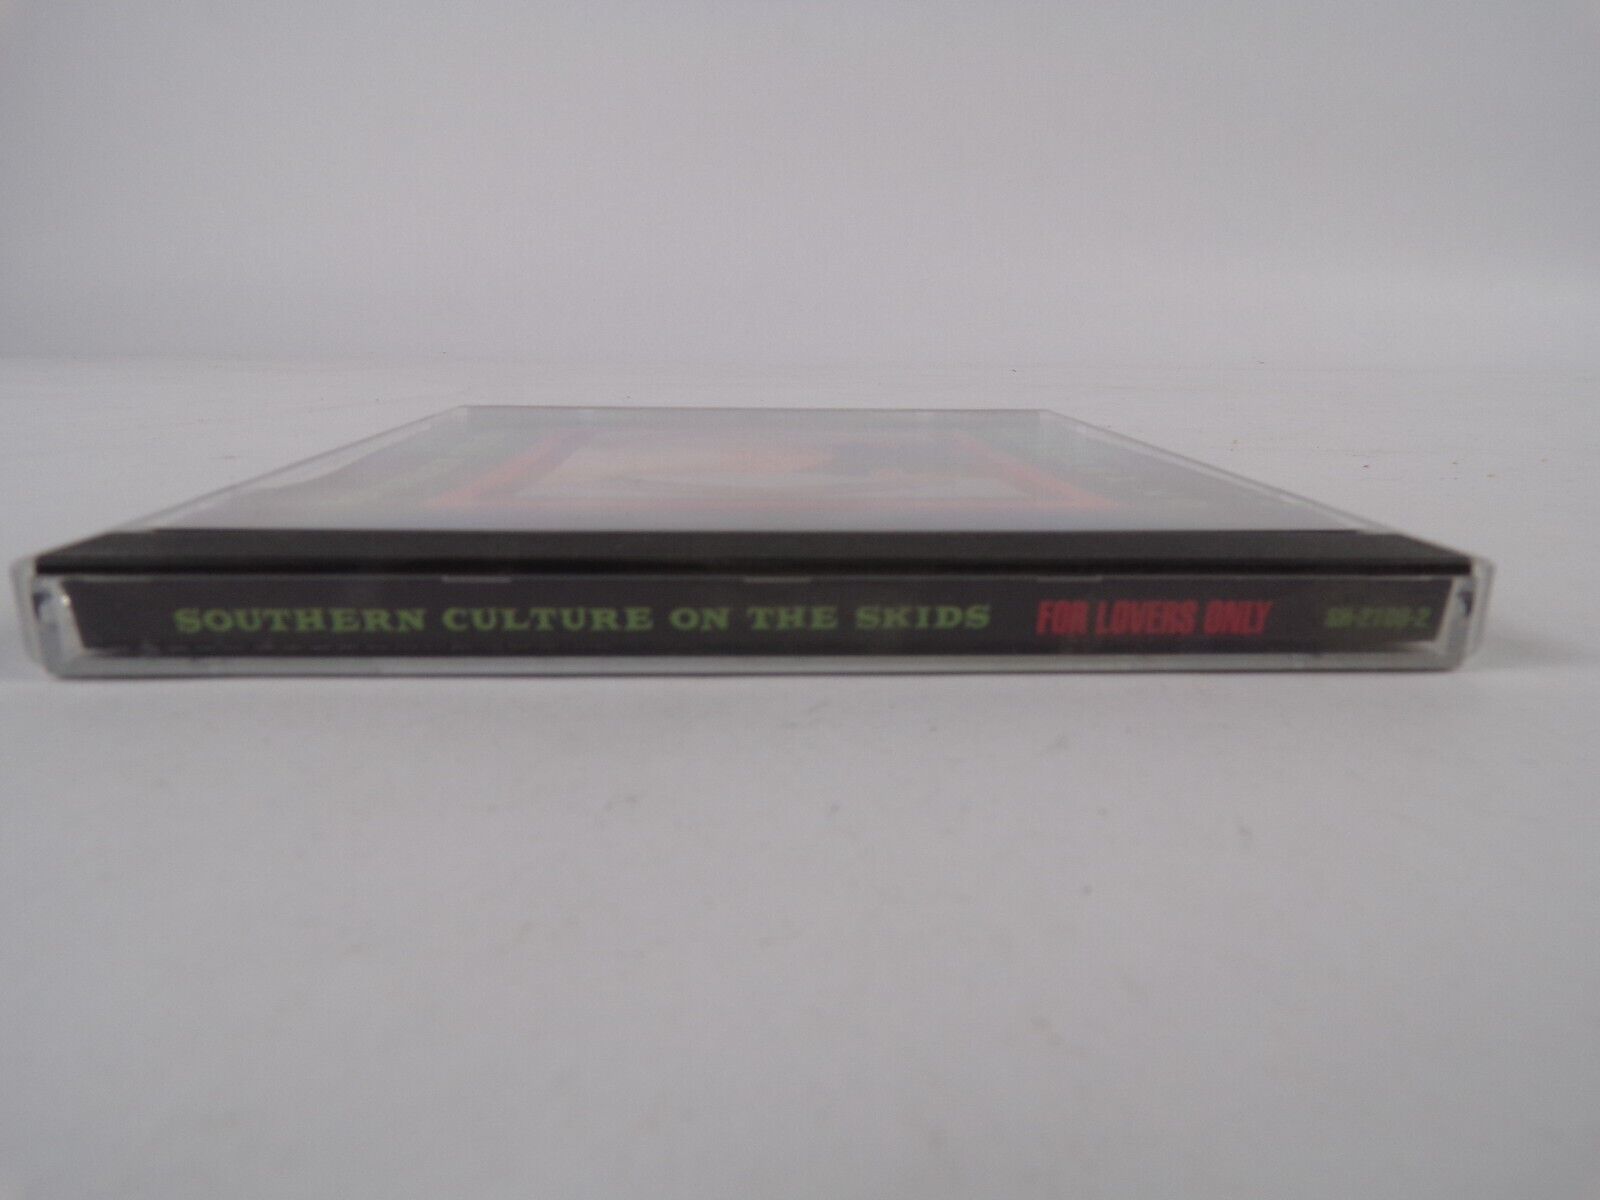 SOUTHERN CULTURE ON THE SKIDS FOR LOVERS ONLY